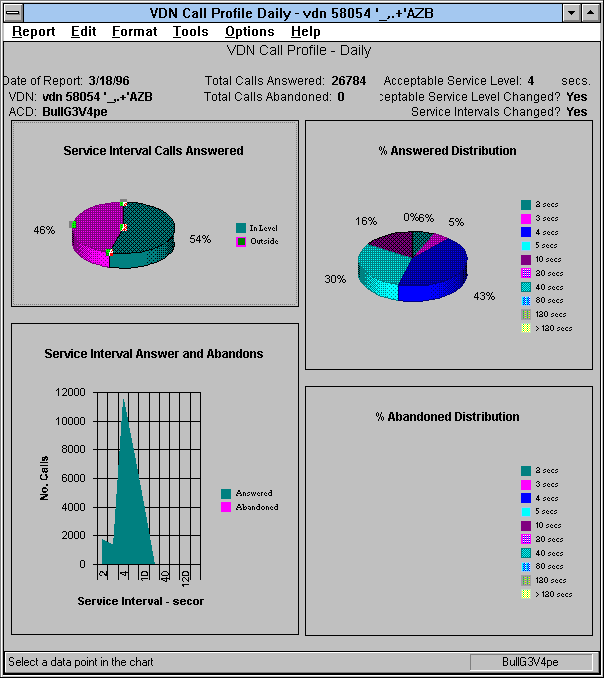 VDN Call Profile Daily - vdn 58054 '_,.+'AZB
Report Edit Format Tools Options Help
VDN Call Profile - Daily
Date of Report: 3/18/96 Total Calls Answered: 26784 Acceptable Service Level: 4 secs.
VDN: vdn 58054 '_,.+'AZB Total Calls Abandoned: 0 ceptable Service Level Changed? Yes
ACD: BullG3V4pe Service Intervals Changed? Yes
Service Interval Calls Answered
46%
54%
In Level
Outside
% Answered Distribution
16% 0% 6% 5%
30%
43%
2 secs
3 secs
4 secs
5 secs
10 secs
20 secs
40 secs
80 secs
120 secs
> 120 secs
Service Interval Answer and Abandons
12000
10000
8000
6000
4000
2000
0
No. Calls
2 4 10 40 120
Answered
Abandoned
Service Interval - secor
% Abandoned Distribution
2 secs
3 secs
4 secs
5 secs
10 secs
20 secs
40 secs
80 secs
120 secs
> 120 secs
Select a data point in the chart BullG3V4pe